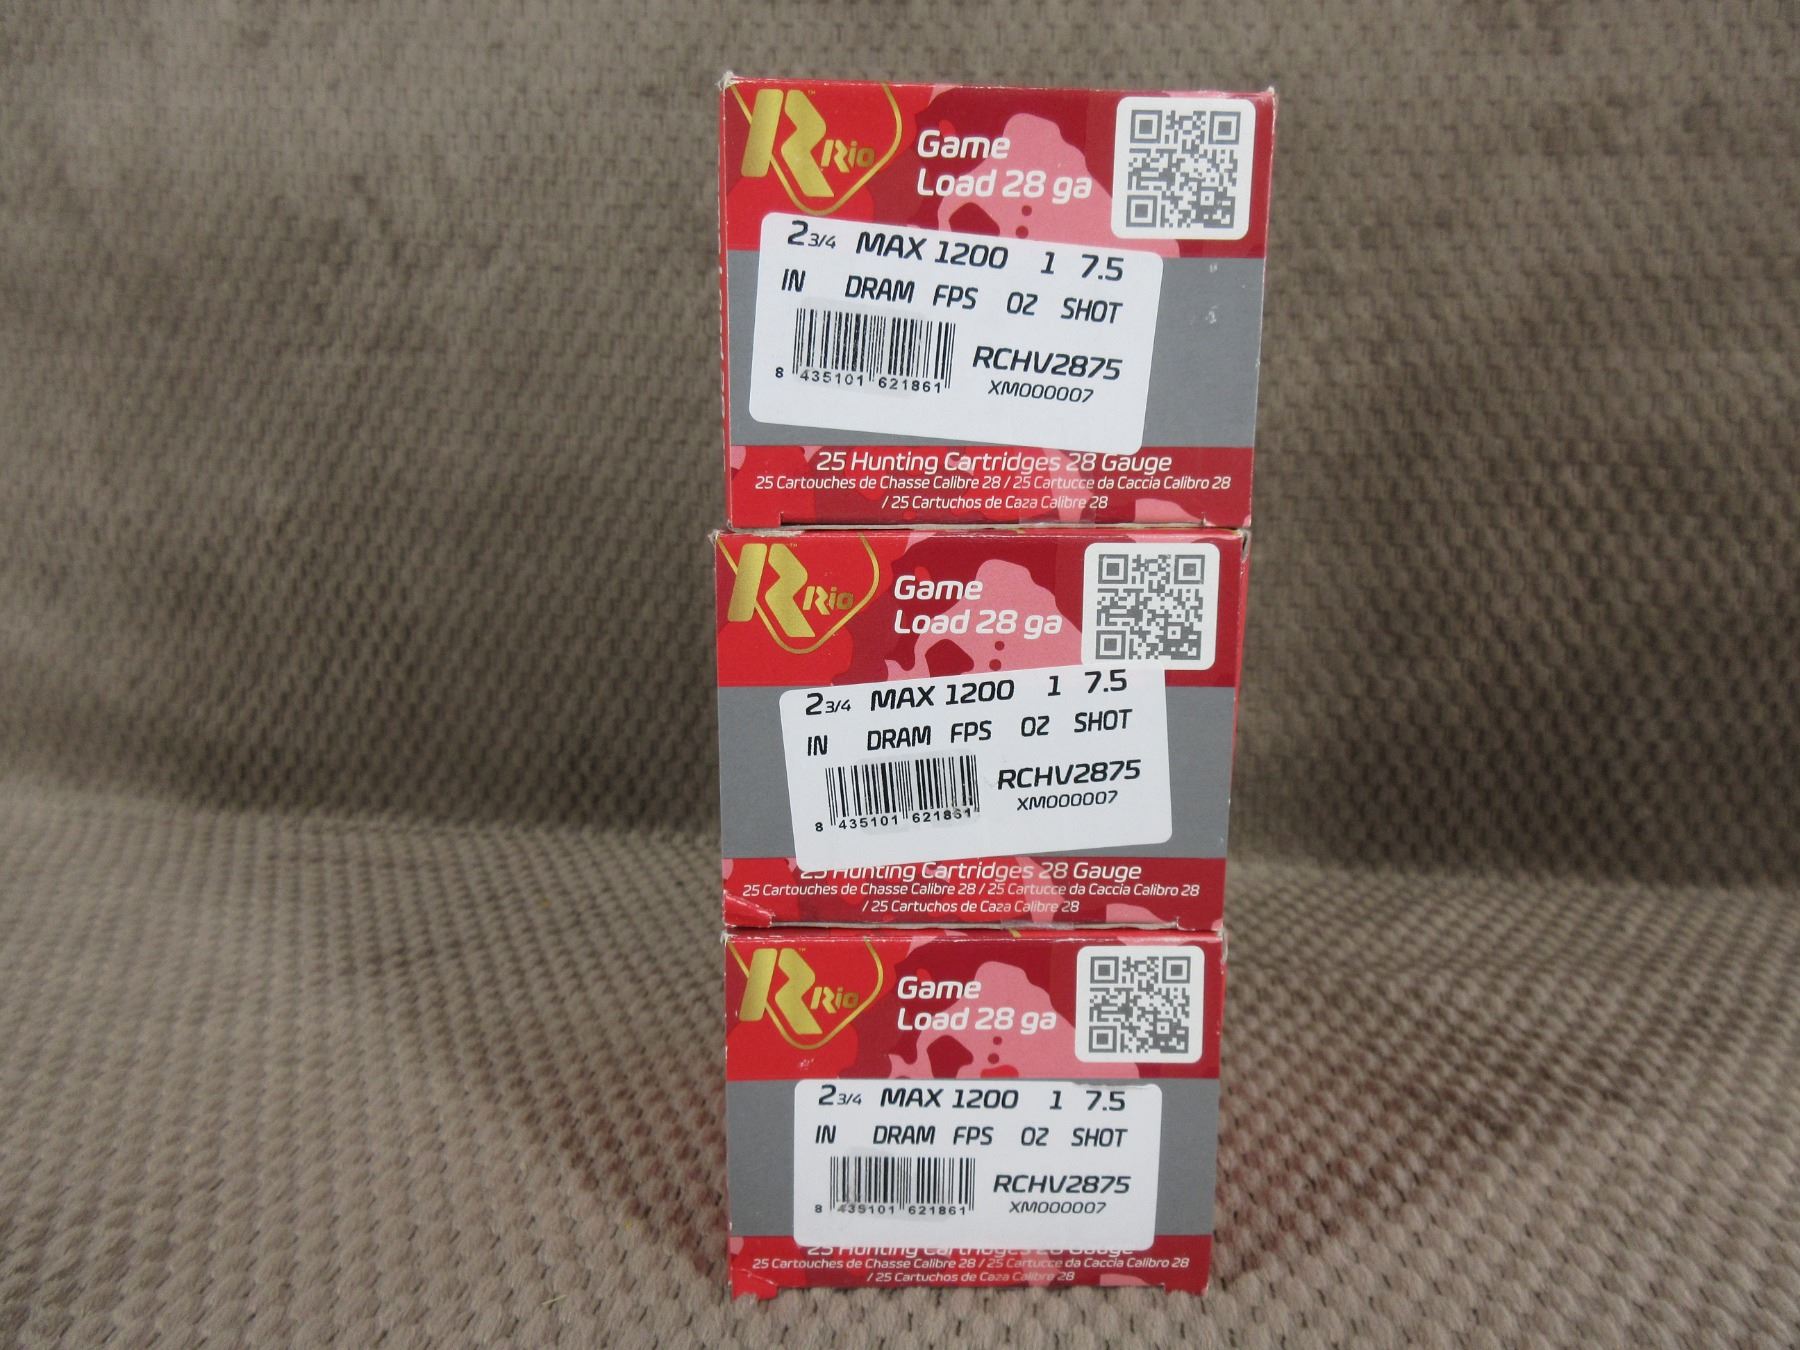 R Rio
Game
Load 28 ga
2 3/4 MAX 1200 1 7.5
IN DRAM FPS OZ SHOT
RCHV2875
XM000007
8 435101 621861
25 Hunting Cartridges 28 Gauge
25 Cartouches de Chasse Calibre 28 / 25 Cartucce da Caccia Calibro 28
/ 25 Cartuchos de Caza Calibre 28
R Rio
Game
Load 28 ga
2 3/4 MAX 1200 1 7.5
IN DRAM FPS OZ SHOT
RCHV2875
XM000007
8 435101 621861
25 Hunting Cartridges 28 Gauge
25 Cartouches de Chasse Calibre 28 / 25 Cartucce da Caccia Calibro 28
/ 25 Cartuchos de Caza Calibre 28
R Rio
Game
Load 28 ga
2 3/4 MAX 1200 1 7.5
IN DRAM FPS OZ SHOT
RCHV2875
XM000007
8 435101 621861
25 Hunting Cartridges 28 Gauge
25 Cartouches de Chasse Calibre 28 / 25 Cartucce da Caccia Calibro 28
/ 25 Cartuchos de Caza Calibre 28